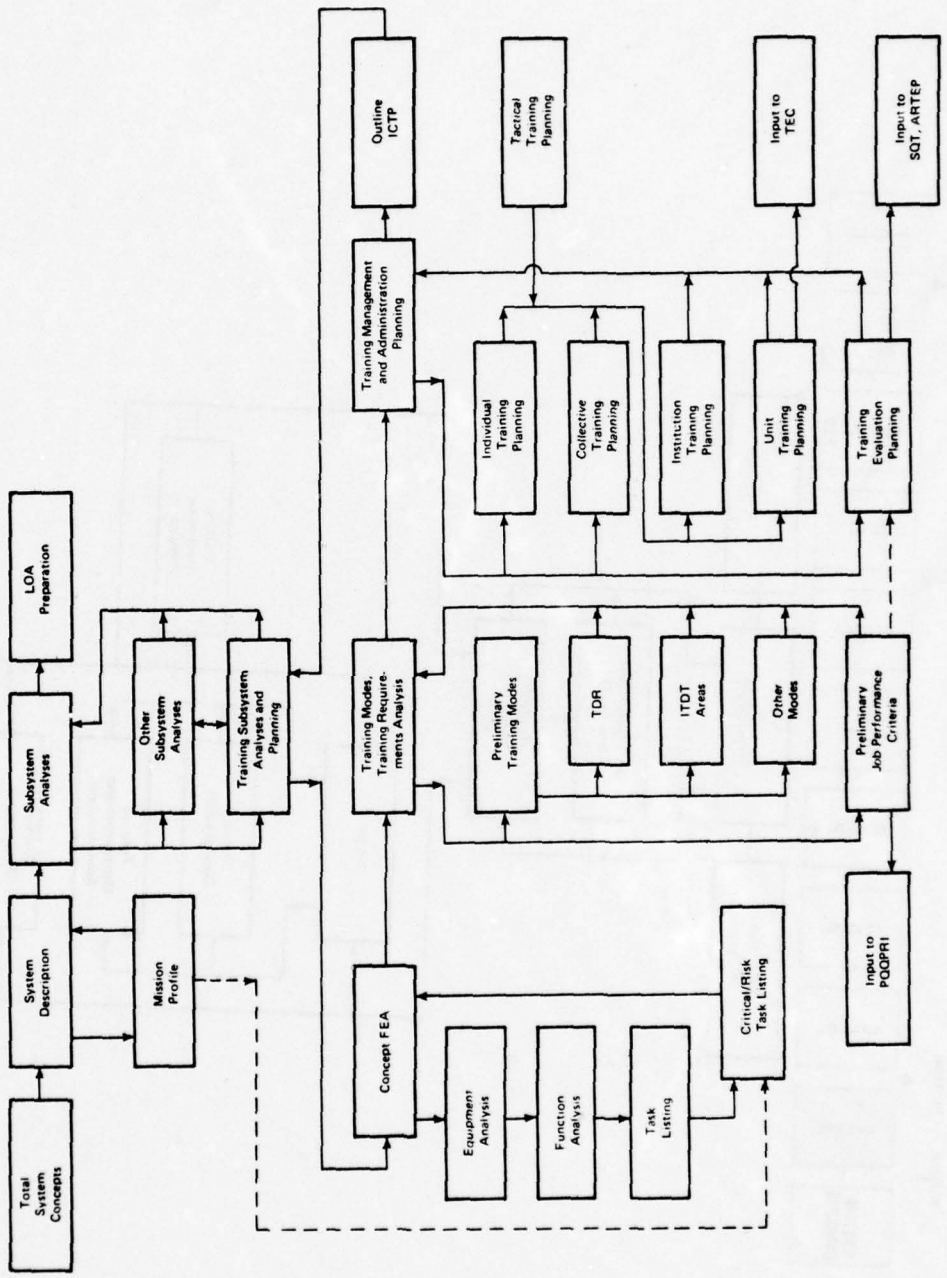 Total
System
Concepts
System
Description
Subsystem
Analyses
LOA
Preparation
Mission
Profile
Other
Subsystem
Analyses
Training Subsystem
Analyses and
Planning
Concept FEA
Training Modes,
Training Require-
ments Analysis
Training Management
and Administration
Planning
Outline
ICTP
Equipment
Analysis
Function
Analysis
Task
Listing
Critical/Risk
Task Listing
Preliminary
Training Modes
TDR
ITDT
Areas
Other
Modes
Preliminary
Job Performance
Criteria
Input to
PQQPRI
Individual
Training
Planning
Collective
Training
Planning
Institution
Training
Planning
Unit
Training
Planning
Training
Evaluation
Planning
Tactical
Training
Planning
Input to
TEC
Input to
SQT, ARTEP